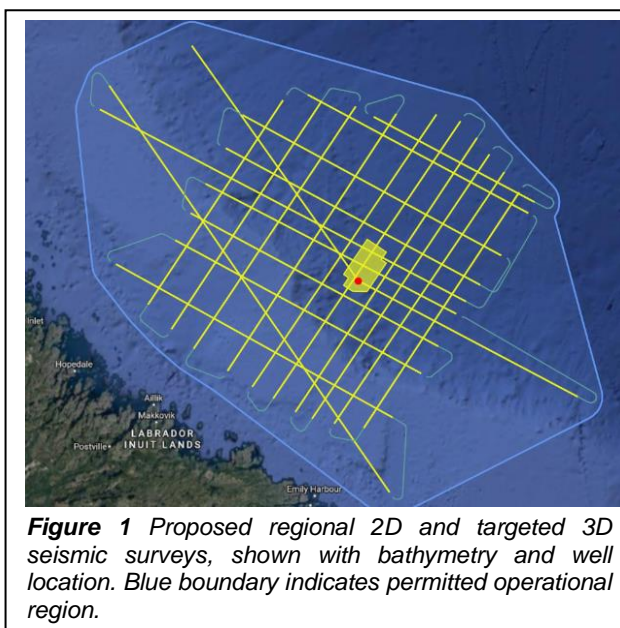 Inlet
Hopedale
Aillik
Makkovik
LABRADOR
INUIT LANDS
Postville
Emily Harbour
Figure 1 Proposed regional 2D and targeted 3D
seismic surveys, shown with bathymetry and well
location. Blue boundary indicates permitted operational
region.